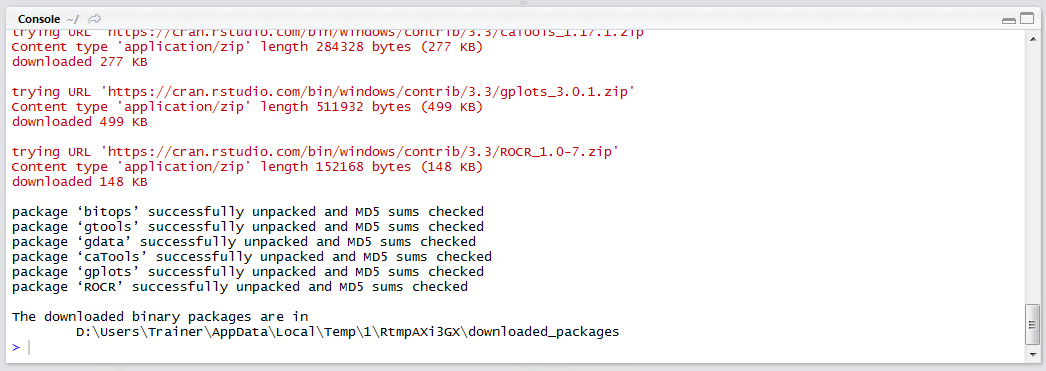 Console ~/
trying URL 'https://cran.rstudio.com/bin/windows/contrib/3.3/caTools_1.17.1.zip'
Content type 'application/zip' length 284328 bytes (277 KB)
downloaded 277 KB
trying URL 'https://cran.rstudio.com/bin/windows/contrib/3.3/gplots_3.0.1.zip'
Content type 'application/zip' length 511932 bytes (499 KB)
downloaded 499 KB
trying URL 'https://cran.rstudio.com/bin/windows/contrib/3.3/ROCR_1.0-7.zip'
Content type 'application/zip' length 152168 bytes (148 KB)
downloaded 148 KB
package ‘bitops’ successfully unpacked and MD5 sums checked
package ‘gtools’ successfully unpacked and MD5 sums checked
package ‘gdata’ successfully unpacked and MD5 sums checked
package ‘caTools’ successfully unpacked and MD5 sums checked
package ‘gplots’ successfully unpacked and MD5 sums checked
package ‘ROCR’ successfully unpacked and MD5 sums checked
The downloaded binary packages are in
D:\Users\Trainer\AppData\Local\Temp\1\RtmpAXi3GX\downloaded_packages
>